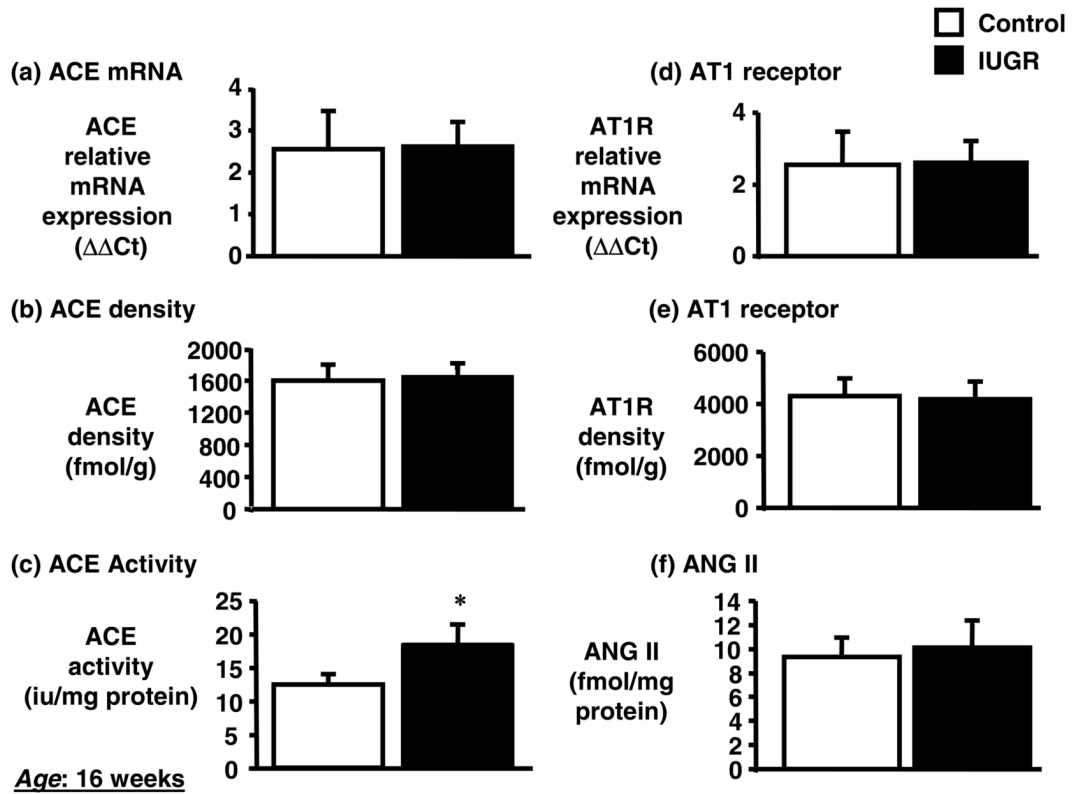 Control
IUGR
(a) ACE mRNA
ACE
relative
mRNA
expression
(ΔΔCt)
4
3
2
1
0
(d) AT1 receptor
AT1R
relative
mRNA
expression
(ΔΔCt)
4
2
0
(b) ACE density
ACE
density
(fmol/g)
2000
1600
1200
800
400
0
(e) AT1 receptor
AT1R
density
(fmol/g)
6000
4000
2000
0
(c) ACE Activity
ACE
activity
(iu/mg protein)
25
20
15
10
5
0
*
(f) ANG II
ANG II
(fmol/mg
protein)
14
12
10
8
6
4
2
0
Age: 16 weeks